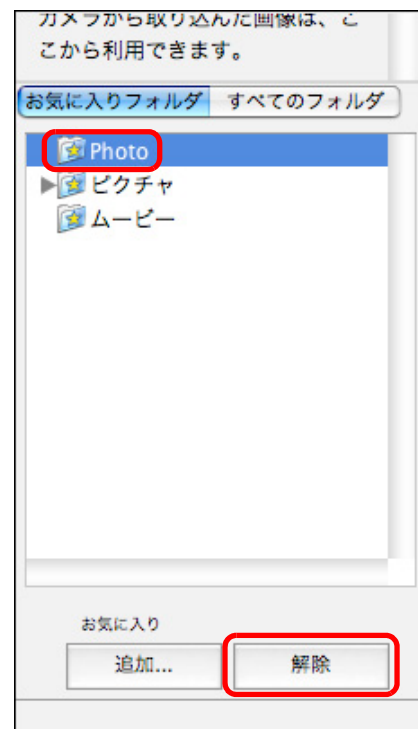 カメラから取り込んだ画像は、こ
こから利用できます。
お気に入りフォルダ すべてのフォルダ
Photo
ピクチャ
ムービー
お気に入り
追加... 解除